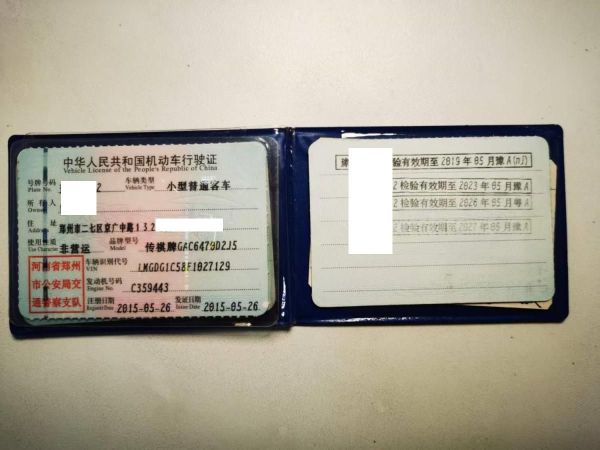 中华人民共和国机动车行驶证
Vehicle License of the People's Republic of China
号牌号码 2 车辆类型 小型普通客车
Plate No. Vehicle Type
所有人
Owner
住址 郑州市二七区京广中路132
Address
使用性质 非营运 品牌型号 传祺牌GAC6479D2J5
Use Character Model
河南省郑州市公安局交通警察支队
车辆识别代号 LMGDG1C58F1027129
VIN
发动机号码 C359443
Engine No.
注册日期 2015-05-26 发证日期 2015-05-26
Register Date Issue Date
豫 检验有效期至2019年05月豫A(nJ)
2 检验有效期至2023年05月豫A
2 检验有效期至2026年05月粤A
2 检验有效期至2027年05月豫A